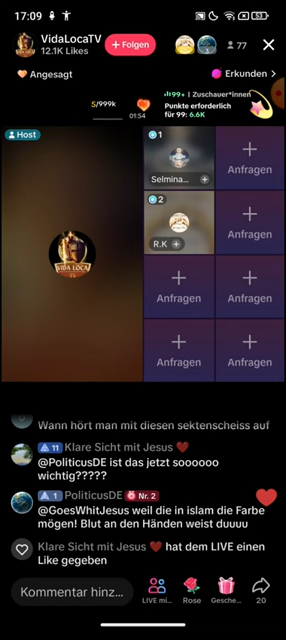 17:09
53
VidaLocaTV
12.1K Likes
+ Folgen
77
Angesagt
Erkunden >
5/999k
01:54
99+ | Zuschauer*innen
Punkte erforderlich
für 99: 6.6K
Host
1
Selmina...
Anfragen
VIDA LOCA
TV
2
R.K
Anfragen
Anfragen
Anfragen
Anfragen
Anfragen
Wann hört man mit diesen sektenscheiss auf
11 Klare Sicht mit Jesus
@PoliticusDE ist das jetzt soooooo
wichtig?????
1 PoliticusDE Nr. 2
@GoesWhitJesus weil die in islam die Farbe
mögen! Blut an den Händen weist duuuu
Klare Sicht mit Jesus hat dem LIVE einen
Like gegeben
Kommentar hinz...
LIVE mi...
Rose
Gesche...
20